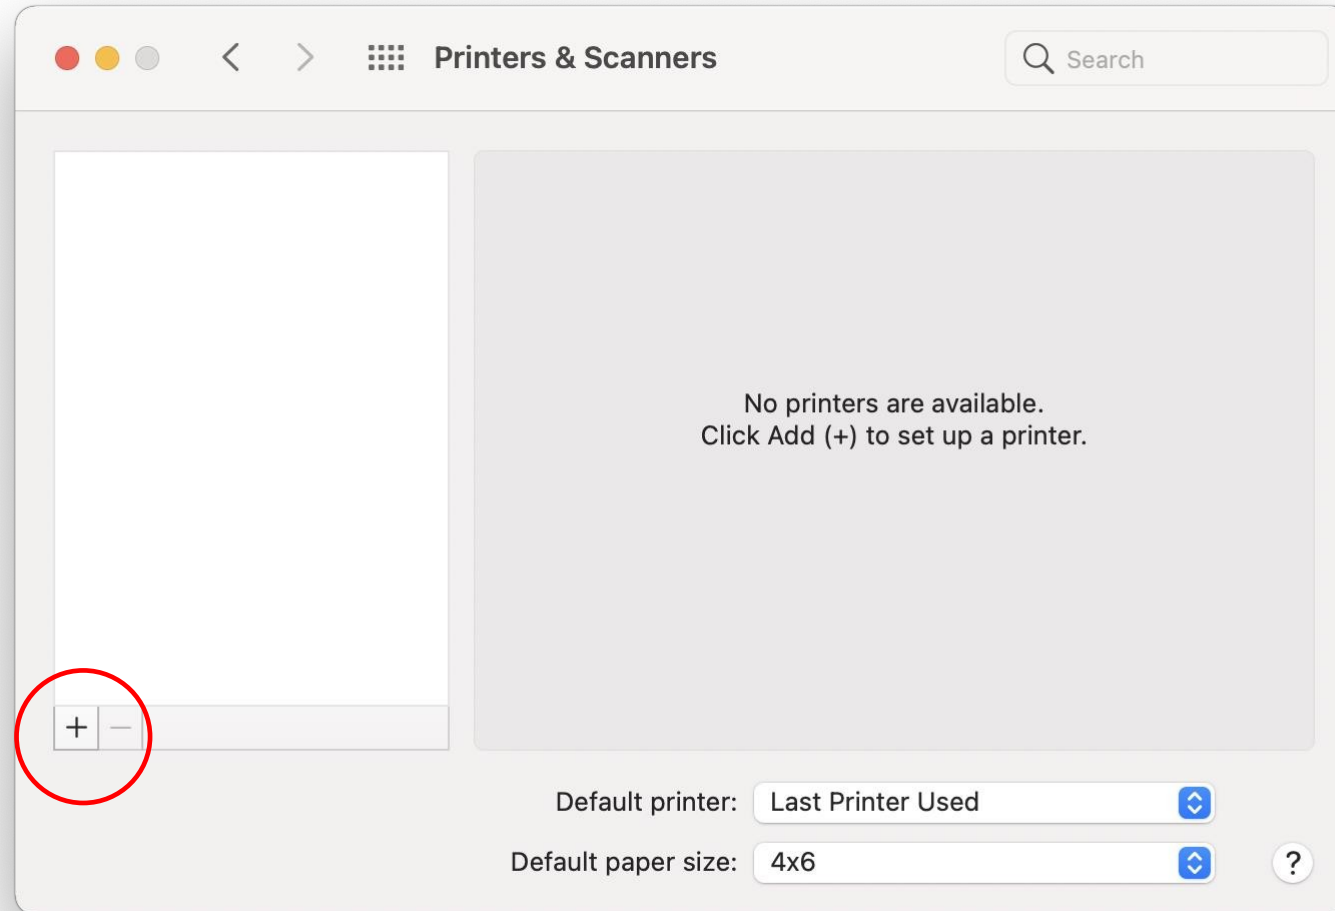 Printers & Scanners
Search
No printers are available.
Click Add (+) to set up a printer.
+ −
Default printer: Last Printer Used
Default paper size: 4x6
?